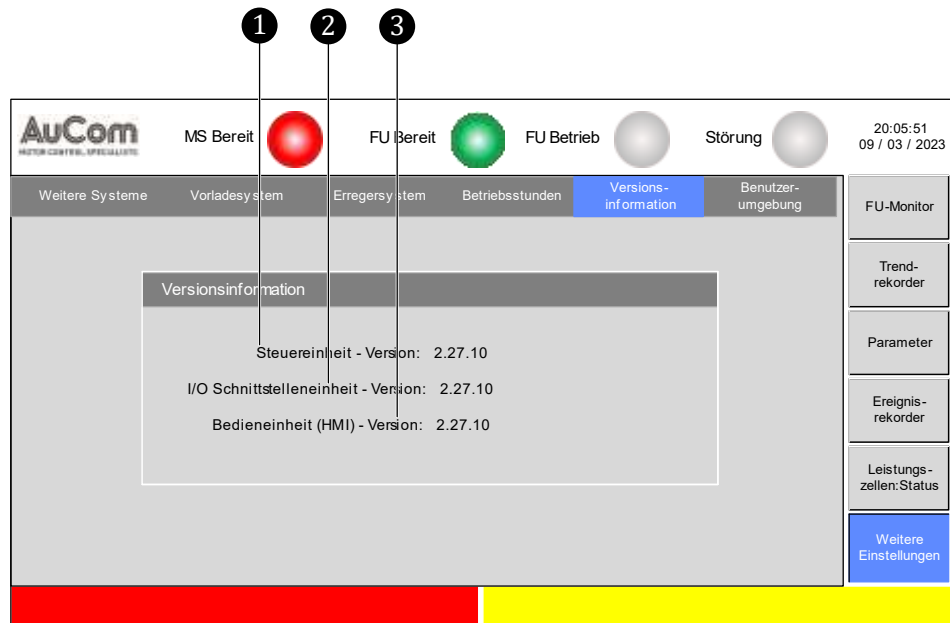 1 2 3
AuCom
MOTOR CONTROL SPECIALISTS
MS Bereit FU Bereit FU Betrieb Störung
20:05:51
09 / 03 / 2023
Weitere Systeme Vorladesystem Erregersystem Betriebsstunden Versions-
information Benutzer-
umgebung
FU-Monitor
Trend-
rekorder
Parameter
Ereignis-
rekorder
Leistungs-
zellen:Status
Weitere
Einstellungen
Versionsinformation
Steuereinheit - Version: 2.27.10
I/O Schnittstelleneinheit - Version: 2.27.10
Bedieneinheit (HMI) - Version: 2.27.10